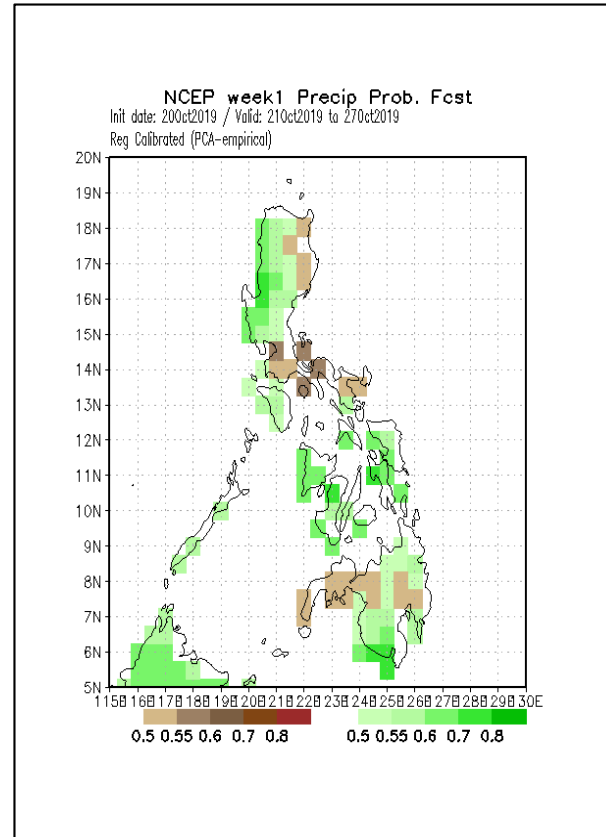 NCEP week1 Precip Prob. Fcst
Init date: 20Oct2019 / Valid: 21Oct2019 to 27Oct2019
Reg Calibrated (PCA-empirical)
20N
19N
18N
17N
16N
15N
14N
13N
12N
11N
10N
9N
8N
7N
6N
5N
115E 116E 117E 118E 119E 120E 121E 122E 123E 124E 125E 126E 127E 128E 129E 130E
0.5 0.55 0.6 0.7 0.8 0.5 0.55 0.6 0.7 0.8